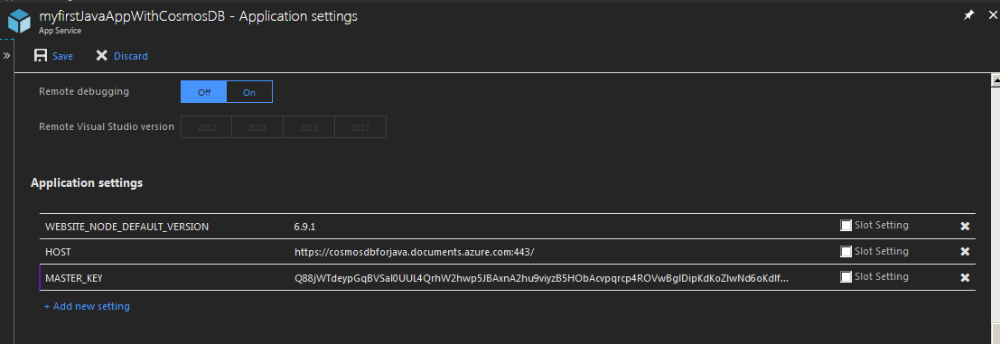 myfirstJavaAppWithCosmosDB - Application settings
App Service
» Save Discard
Remote debugging Off On
Remote Visual Studio version 2012 2013 2015 2017
Application settings
WEBSITE_NODE_DEFAULT_VERSION 6.9.1 Slot Setting
HOST https://cosmosdbforjava.documents.azure.com:443/ Slot Setting
MASTER_KEY Slot Setting
+ Add new setting